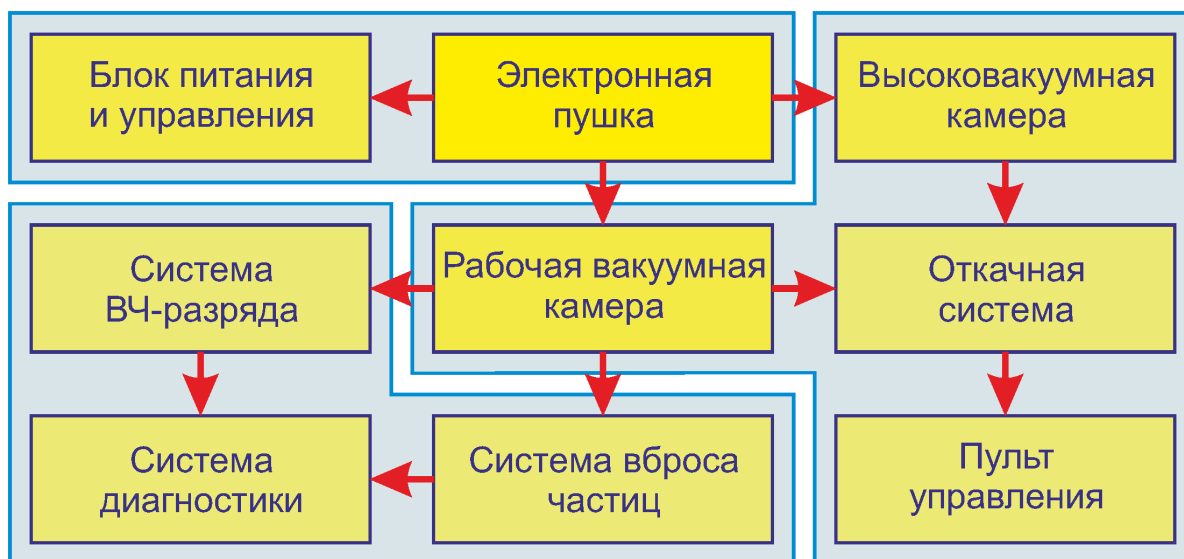 Блок питания
и управления
Электронная
пушка
Высоковакуумная
камера
Система
ВЧ-разряда
Рабочая вакуумная
камера
Откачная
система
Система
диагностики
Система вброса
частиц
Пульт
управления